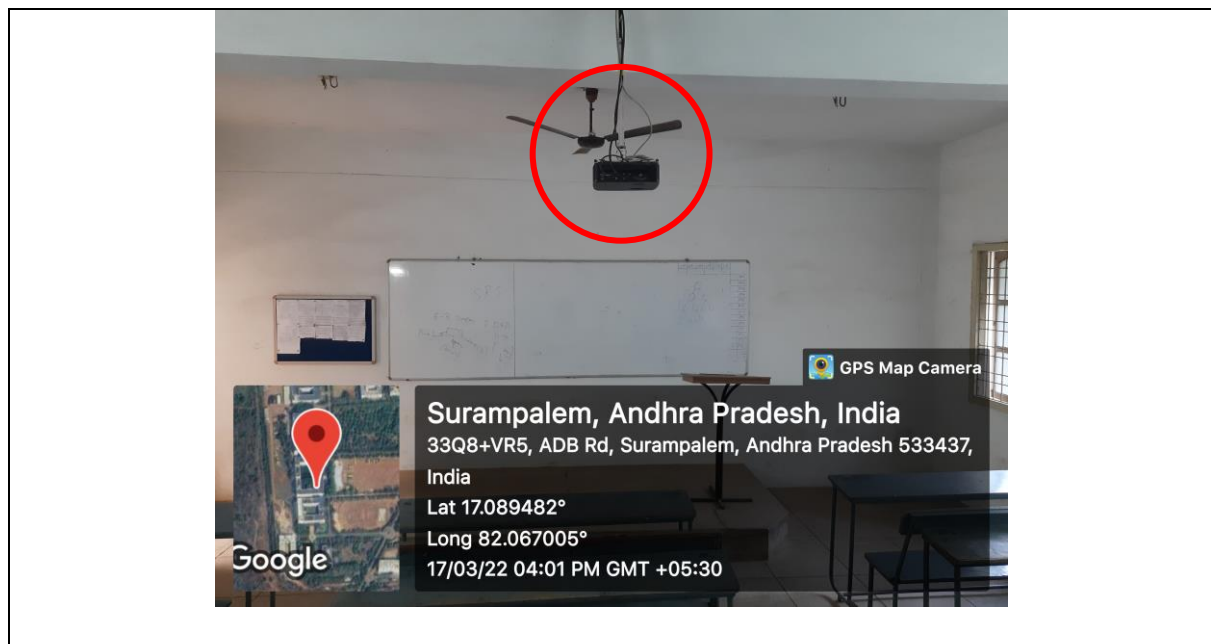 GPS Map Camera
Surampalem, Andhra Pradesh, India
33Q8+VR5, ADB Rd, Surampalem, Andhra Pradesh 533437,
India
Lat 17.089482°
Long 82.067005°
17/03/22 04:01 PM GMT +05:30
Google